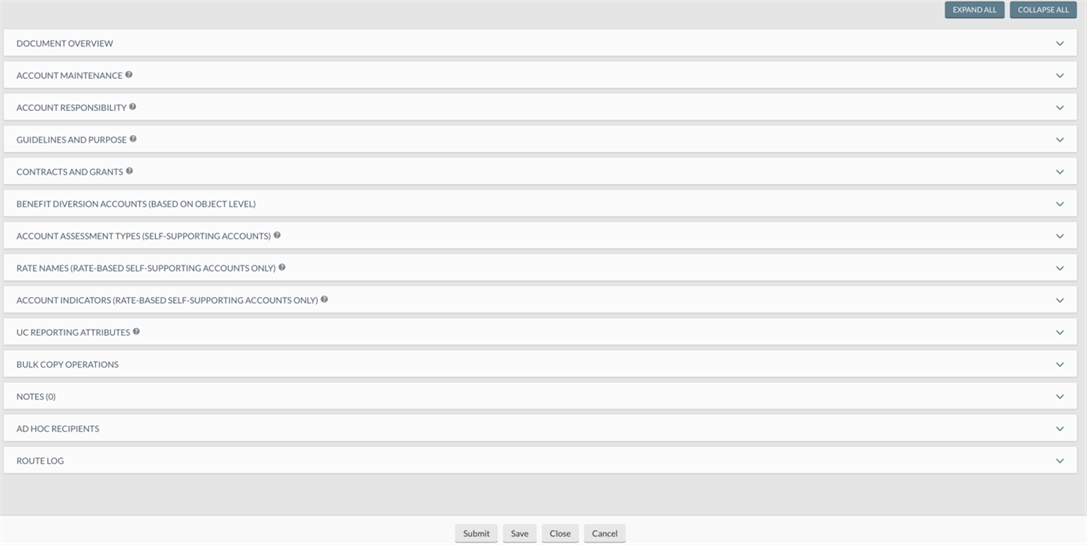 EXPAND ALL COLLAPSE ALL
DOCUMENT OVERVIEW
ACCOUNT MAINTENANCE ?
ACCOUNT RESPONSIBILITY ?
GUIDELINES AND PURPOSE ?
CONTRACTS AND GRANTS ?
BENEFIT DIVERSION ACCOUNTS (BASED ON OBJECT LEVEL)
ACCOUNT ASSESSMENT TYPES (SELF-SUPPORTING ACCOUNTS) ?
RATE NAMES (RATE-BASED SELF-SUPPORTING ACCOUNTS ONLY) ?
ACCOUNT INDICATORS (RATE-BASED SELF-SUPPORTING ACCOUNTS ONLY) ?
UC REPORTING ATTRIBUTES ?
BULK COPY OPERATIONS
NOTES (0)
AD HOC RECIPIENTS
ROUTE LOG
Submit Save Close Cancel